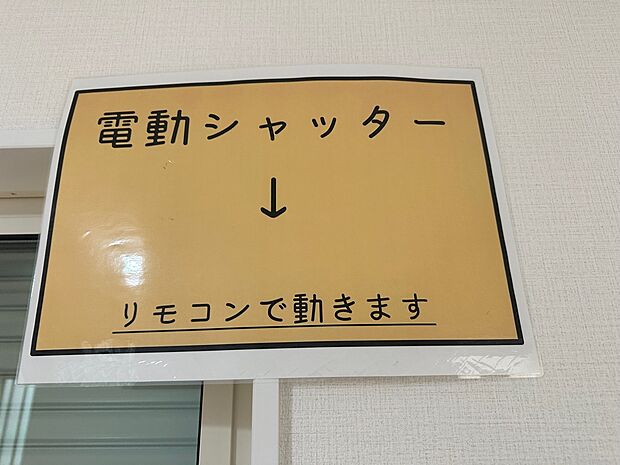 電動シャッター
↓
リモコンで動きます